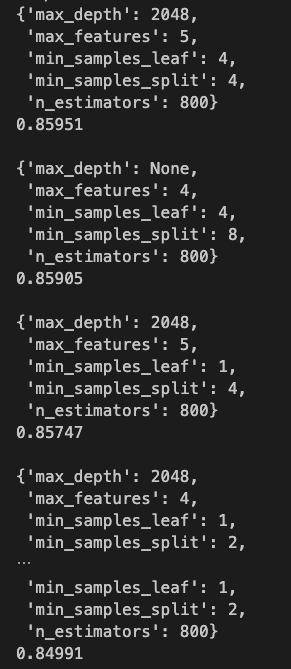 {'max_depth': 2048,
 'max_features': 5,
 'min_samples_leaf': 4,
 'min_samples_split': 4,
 'n_estimators': 800}
0.85951

{'max_depth': None,
 'max_features': 4,
 'min_samples_leaf': 4,
 'min_samples_split': 8,
 'n_estimators': 800}
0.85905

{'max_depth': 2048,
 'max_features': 5,
 'min_samples_leaf': 1,
 'min_samples_split': 4,
 'n_estimators': 800}
0.85747

{'max_depth': 2048,
 'max_features': 4,
 'min_samples_leaf': 1,
 'min_samples_split': 2,
...
 'min_samples_leaf': 1,
 'min_samples_split': 2,
 'n_estimators': 800}
0.84991